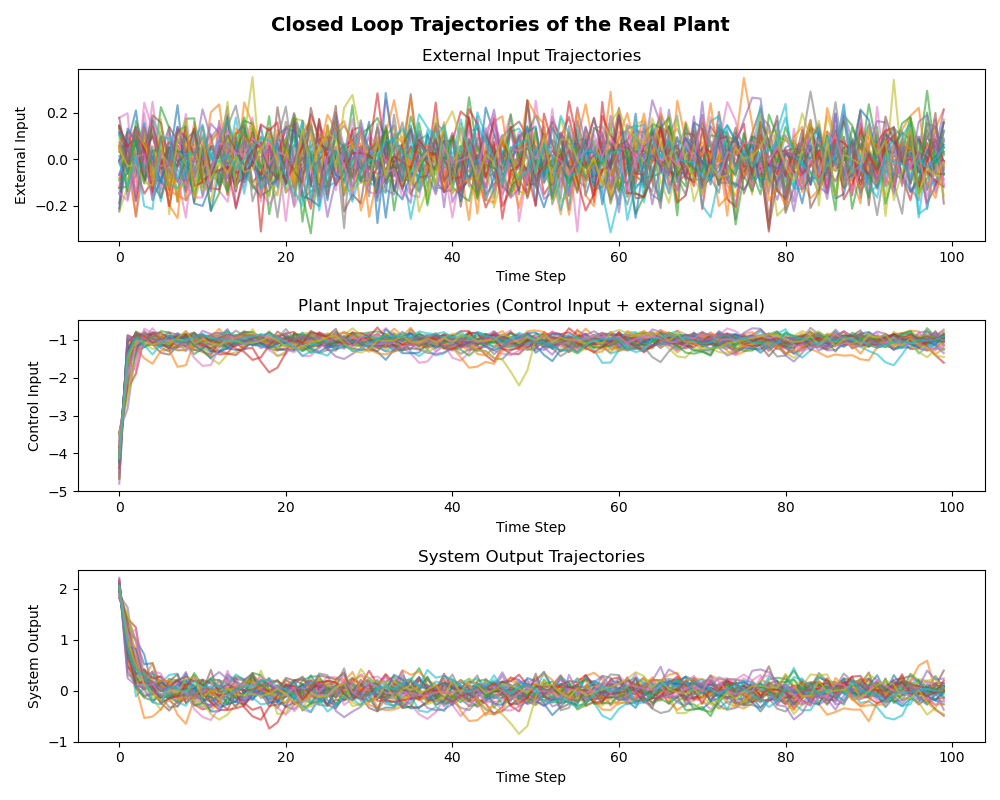 Closed Loop Trajectories of the Real Plant
External Input Trajectories
External Input
0.2
0.0
−0.2
0 20 40 60 80 100
Time Step
Plant Input Trajectories (Control Input + external signal)
Control Input
−1
−2
−3
−4
−5
0 20 40 60 80 100
Time Step
System Output Trajectories
System Output
2
1
0
−1
0 20 40 60 80 100
Time Step